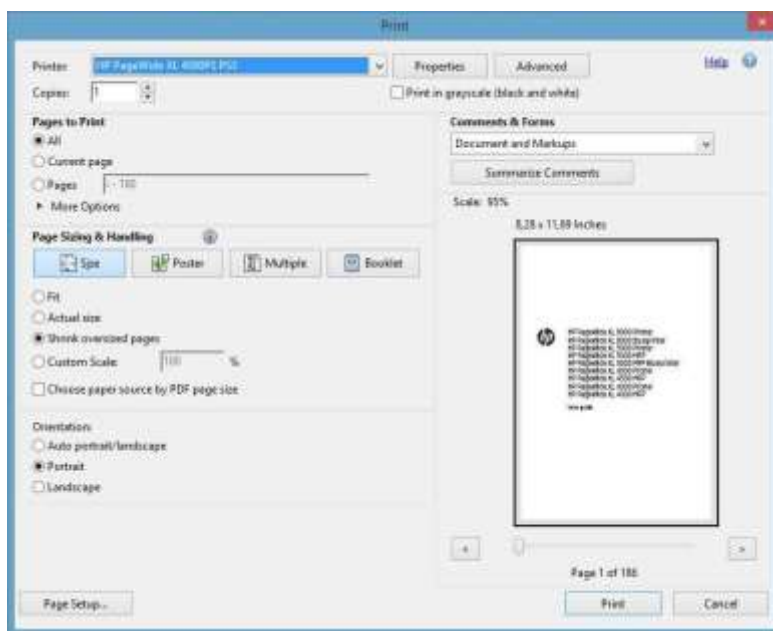 Print
Printer: HP PageWide XL 4000PS PS3 Properties Advanced Help
Copies: 1 Print in grayscale (black and white)
Pages to Print
All
Current page
Pages
More Options
Comments & Forms
Document and Markups
Summarize Comments
Scale: 95%
8,28 x 11,69 Inches
Page Sizing & Handling
Size Poster Multiple Booklet
Fit
Actual size
Shrink oversized pages
Custom Scale: 100 %
Choose paper source by PDF page size
Orientation:
Auto portrait/landscape
Portrait
Landscape
hp
Page 1 of 186
Page Setup... Print Cancel